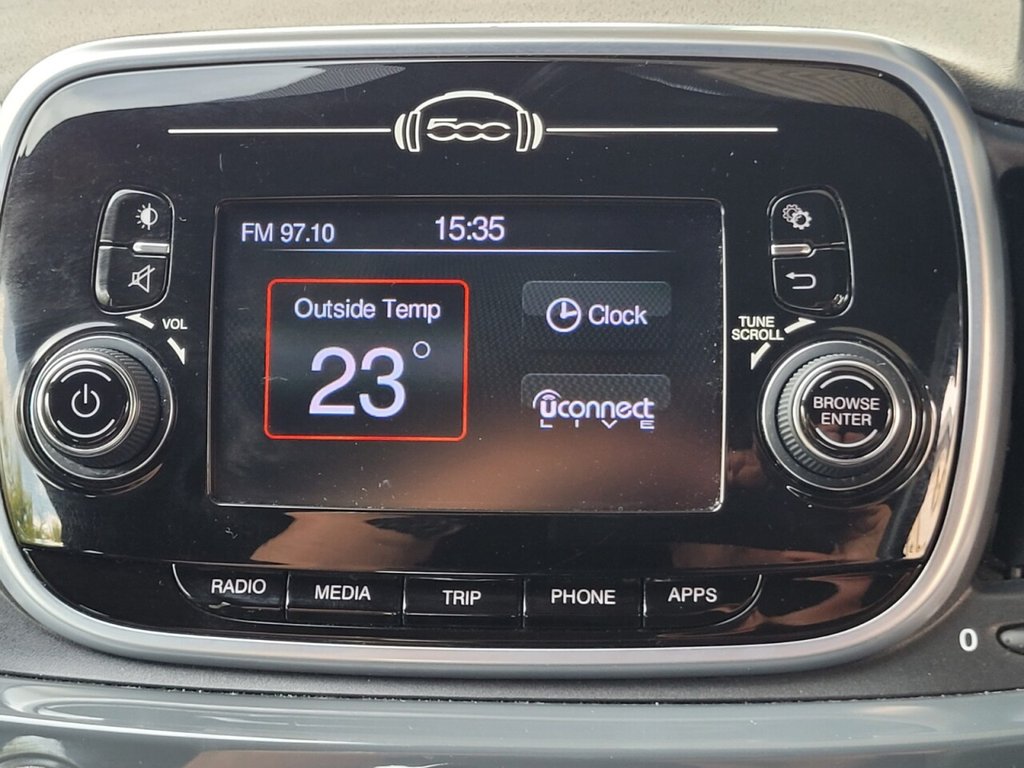 500
FM 97.10 15:35
Outside Temp
23°
Clock
uconnect
LIVE
VOL
TUNE
SCROLL
BROWSE
ENTER
RADIO MEDIA TRIP PHONE APPS
0